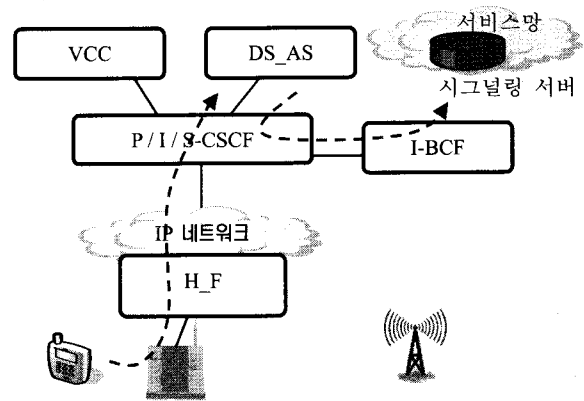 VCC
DS_AS
서비스망
시그널링 서버
P / I / S-CSCF
I-BCF
IP 네트워크
H_F